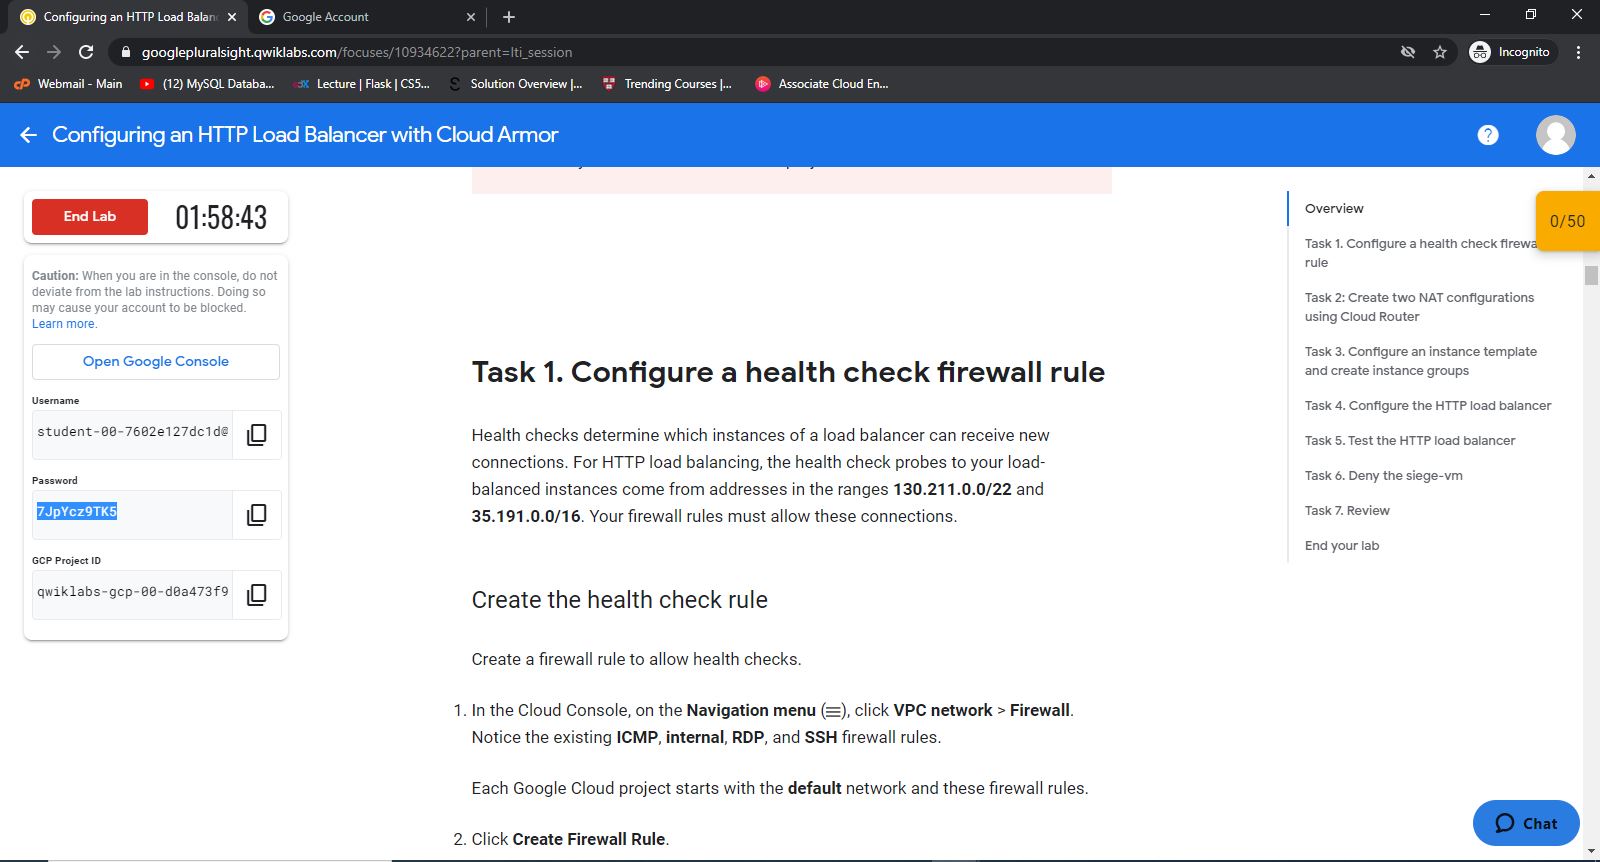 Configuring an HTTP Load Balanc
Google Account
googlepluralsight.qwiklabs.com/focuses/10934622?parent=lti_session
Incognito
Webmail - Main
(12) MySQL Databa...
Lecture | Flask | CS5...
Solution Overview |...
Trending Courses |...
Associate Cloud En...
Configuring an HTTP Load Balancer with Cloud Armor
?
End Lab
01:58:43
Caution: When you are in the console, do not
deviate from the lab instructions. Doing so
may cause your account to be blocked.
Learn more.
Open Google Console
Username
student-00-7602e127dc1d@
Password
7JpYcz9TK5
GCP Project ID
qwiklabs-gcp-00-d0a473f9
Task 1. Configure a health check firewall rule
Health checks determine which instances of a load balancer can receive new
connections. For HTTP load balancing, the health check probes to your load-
balanced instances come from addresses in the ranges 130.211.0.0/22 and
35.191.0.0/16. Your firewall rules must allow these connections.
Create the health check rule
Create a firewall rule to allow health checks.
1. In the Cloud Console, on the Navigation menu (☰), click VPC network > Firewall.
Notice the existing ICMP, internal, RDP, and SSH firewall rules.
Each Google Cloud project starts with the default network and these firewall rules.
2. Click Create Firewall Rule.
Overview
Task 1. Configure a health check firewa
rule
Task 2: Create two NAT configurations
using Cloud Router
Task 3. Configure an instance template
and create instance groups
Task 4. Configure the HTTP load balancer
Task 5. Test the HTTP load balancer
Task 6. Deny the siege-vm
Task 7. Review
End your lab
0/50
Chat